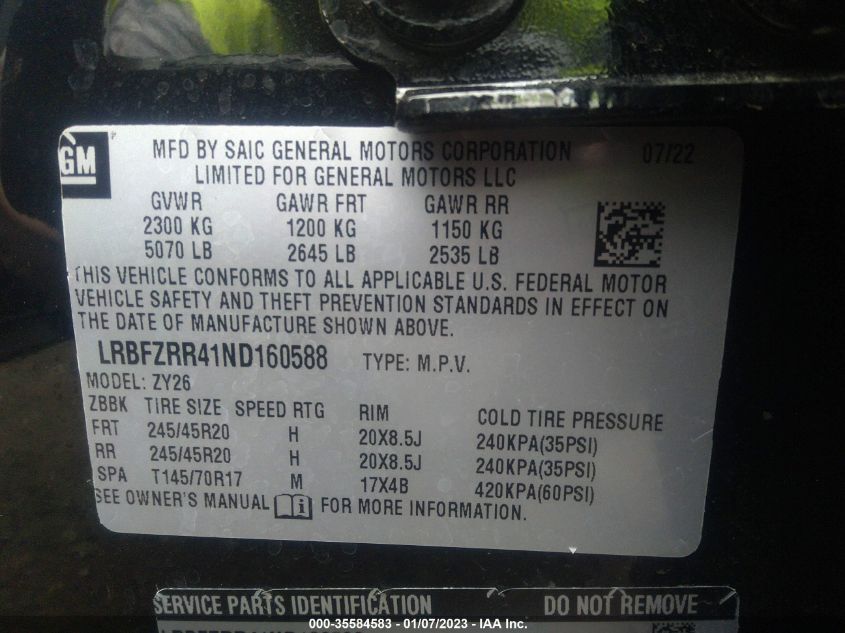 GM
MFD BY SAIC GENERAL MOTORS CORPORATION 07/22
LIMITED FOR GENERAL MOTORS LLC
GVWR GAWR FRT GAWR RR
2300 KG 1200 KG 1150 KG
5070 LB 2645 LB 2535 LB
THIS VEHICLE CONFORMS TO ALL APPLICABLE U.S. FEDERAL MOTOR
VEHICLE SAFETY AND THEFT PREVENTION STANDARDS IN EFFECT ON
THE DATE OF MANUFACTURE SHOWN ABOVE.
LRBFZRR41ND160588 TYPE: M.P.V.
MODEL: ZY26
ZBBK TIRE SIZE SPEED RTG RIM COLD TIRE PRESSURE
FRT 245/45R20 H 20X8.5J 240KPA(35PSI)
RR 245/45R20 H 20X8.5J 240KPA(35PSI)
SPA T145/70R17 M 17X4B 420KPA(60PSI)
SEE OWNER'S MANUAL FOR MORE INFORMATION.
SERVICE PARTS IDENTIFICATION DO NOT REMOVE
000-35584583 - 01/07/2023 - IAA Inc.